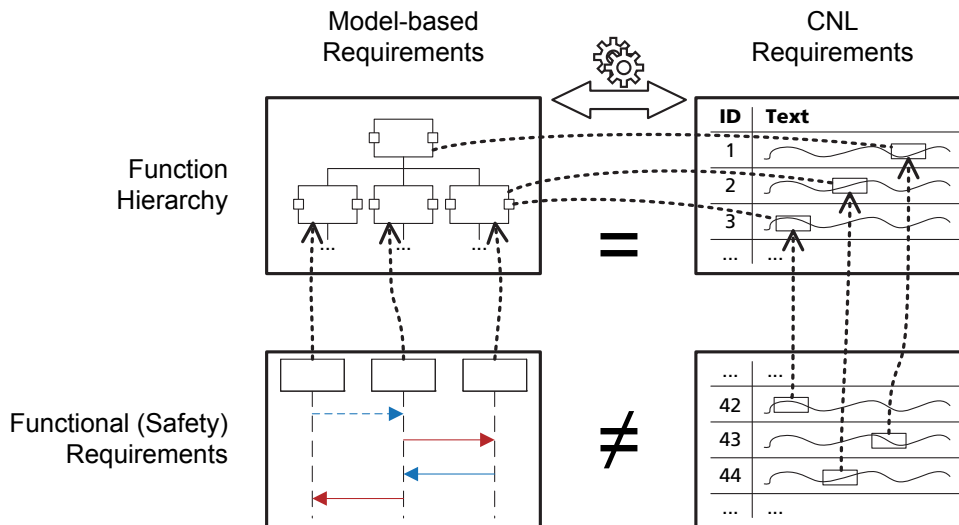 Model-based
Requirements
CNL
Requirements
Function
Hierarchy
ID Text
1
2
3
... ...
... ... ...
=
Functional (Safety)
Requirements
... ...
42
43
44
... ...
≠